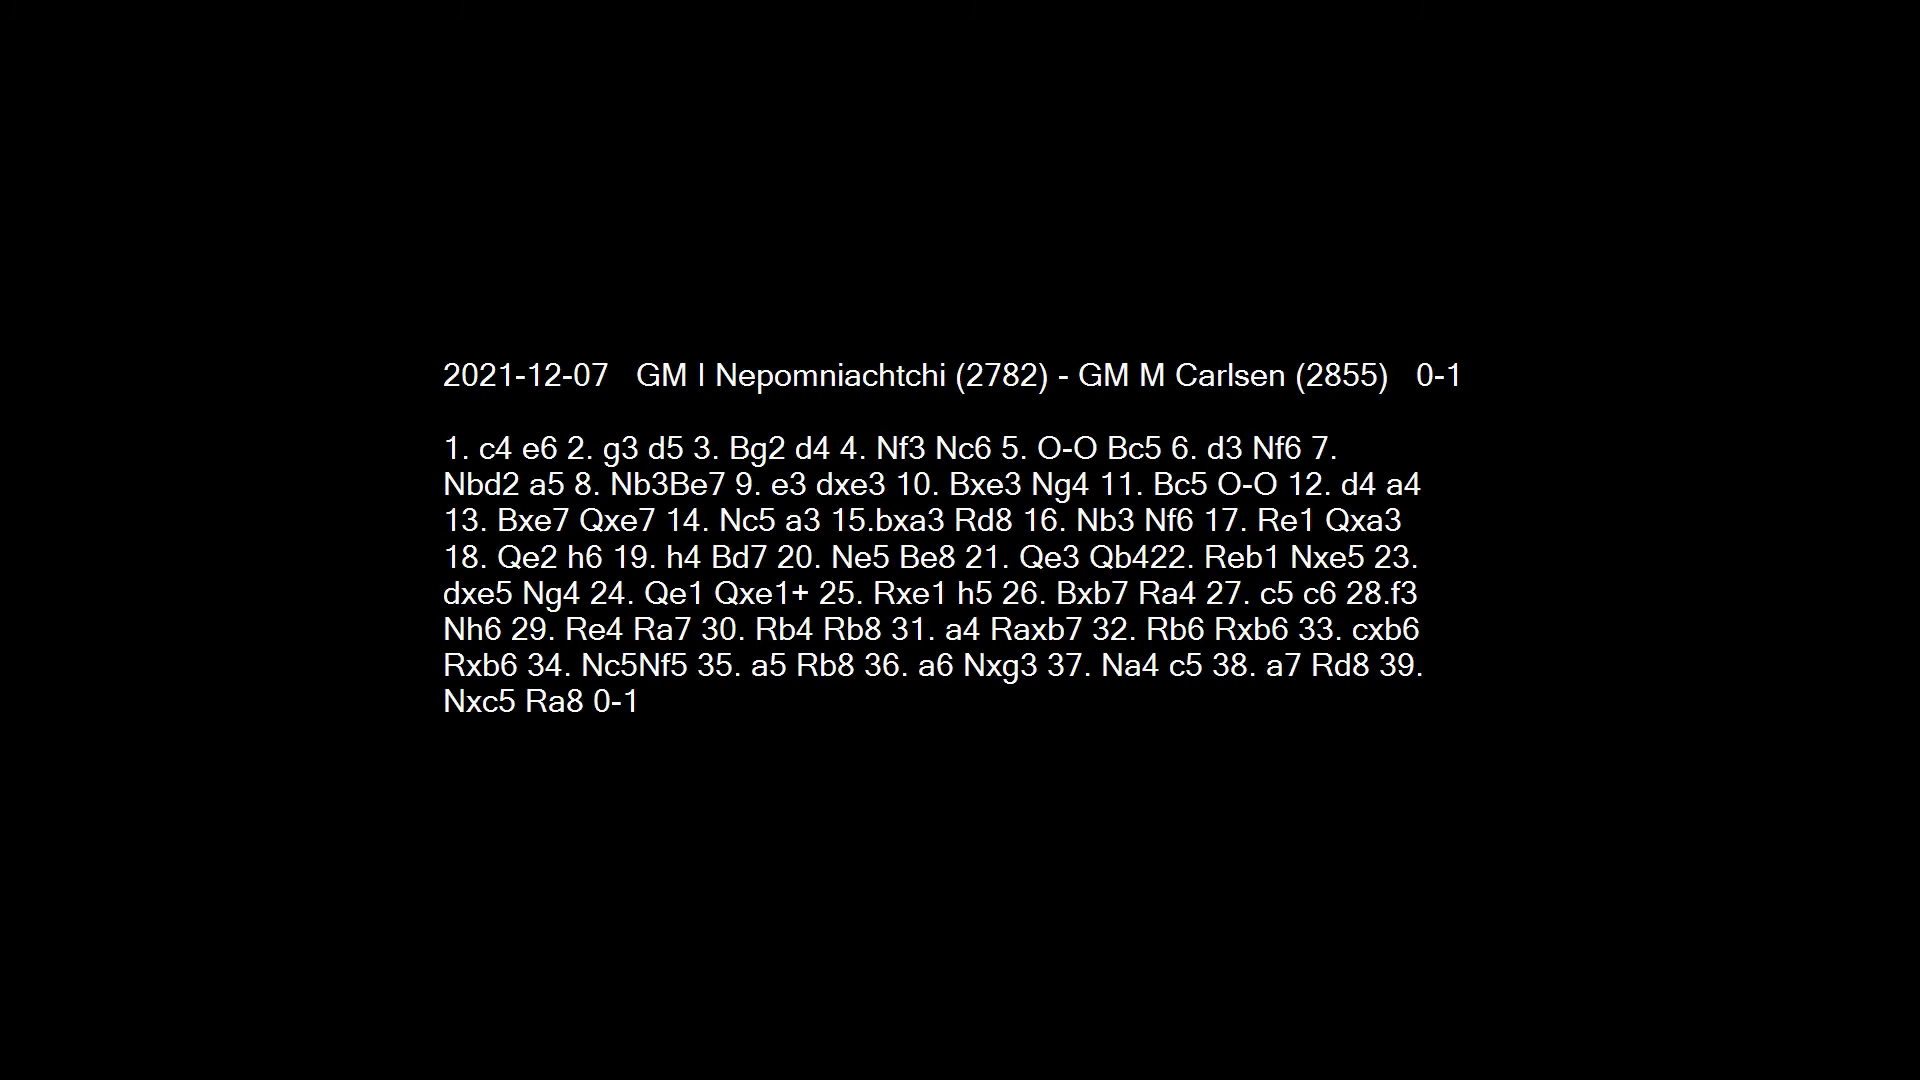 2021-12-07   GM I Nepomniachtchi (2782) - GM M Carlsen (2855)   0-1
1. c4 e6 2. g3 d5 3. Bg2 d4 4. Nf3 Nc6 5. O-O Bc5 6. d3 Nf6 7.
Nbd2 a5 8. Nb3Be7 9. e3 dxe3 10. Bxe3 Ng4 11. Bc5 O-O 12. d4 a4
13. Bxe7 Qxe7 14. Nc5 a3 15.bxa3 Rd8 16. Nb3 Nf6 17. Re1 Qxa3
18. Qe2 h6 19. h4 Bd7 20. Ne5 Be8 21. Qe3 Qb422. Reb1 Nxe5 23.
dxe5 Ng4 24. Qe1 Qxe1+ 25. Rxe1 h5 26. Bxb7 Ra4 27. c5 c6 28.f3
Nh6 29. Re4 Ra7 30. Rb4 Rb8 31. a4 Raxb7 32. Rb6 Rxb6 33. cxb6
Rxb6 34. Nc5Nf5 35. a5 Rb8 36. a6 Nxg3 37. Na4 c5 38. a7 Rd8 39.
Nxc5 Ra8 0-1